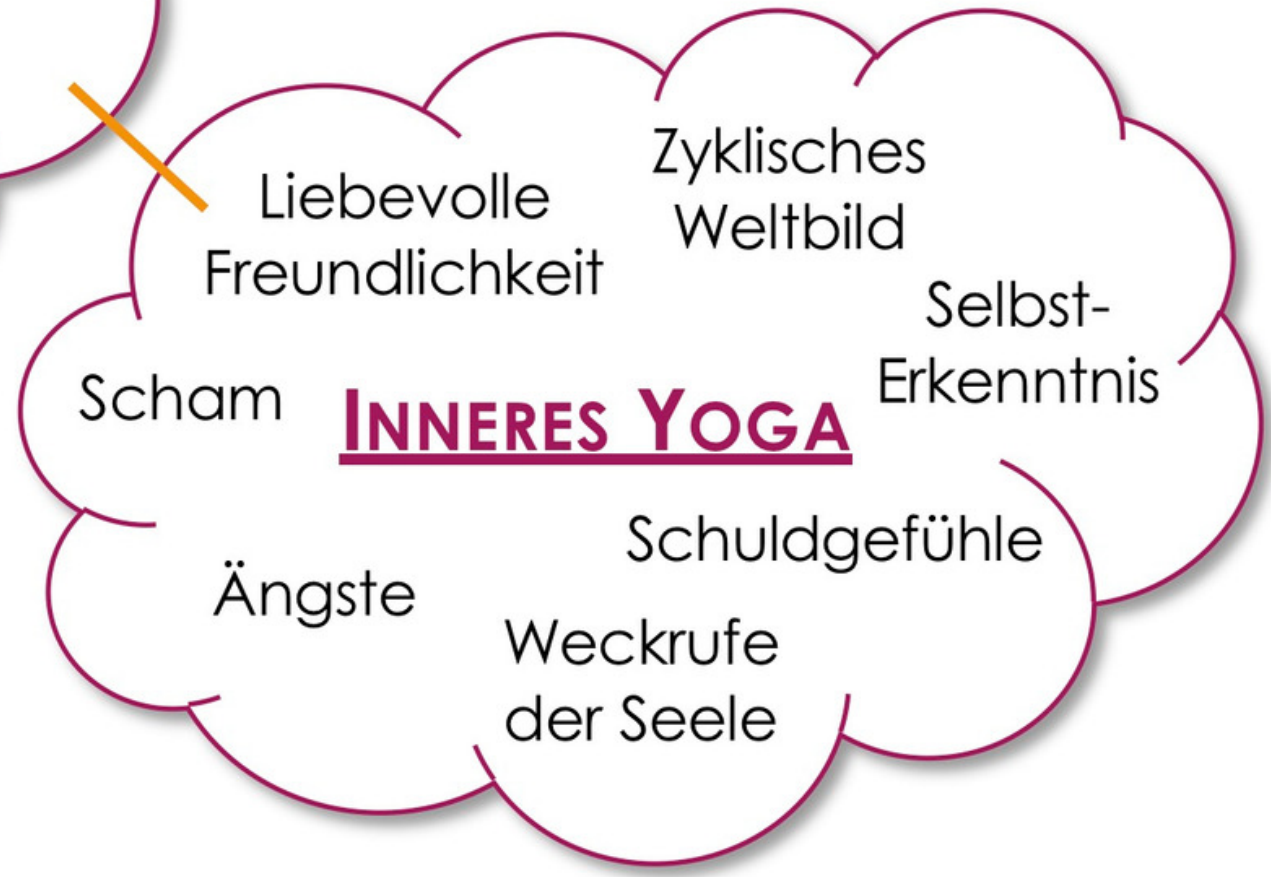 Zyklisches
Weltbild
Liebevolle
Freundlichkeit
Selbst-
Erkenntnis
Scham
INNERES YOGA
Schuldgefühle
Ängste
Weckrufe
der Seele